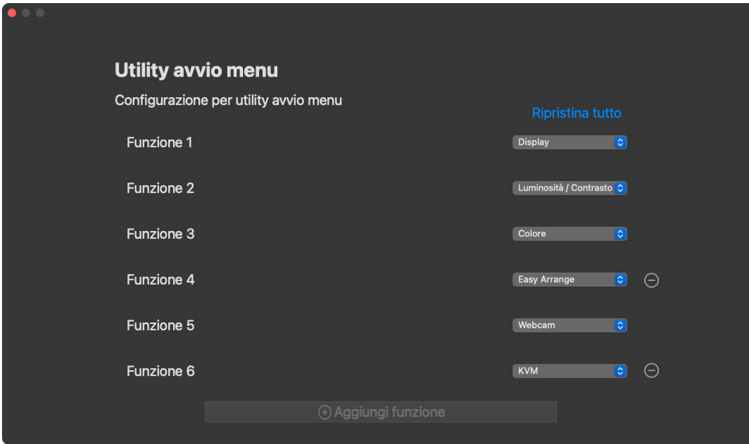 Utility avvio menu
Configurazione per utility avvio menu
Ripristina tutto
Funzione 1 Display
Funzione 2 Luminosità / Contrasto
Funzione 3 Colore
Funzione 4 Easy Arrange
Funzione 5 Webcam
Funzione 6 KVM
Aggiungi funzione